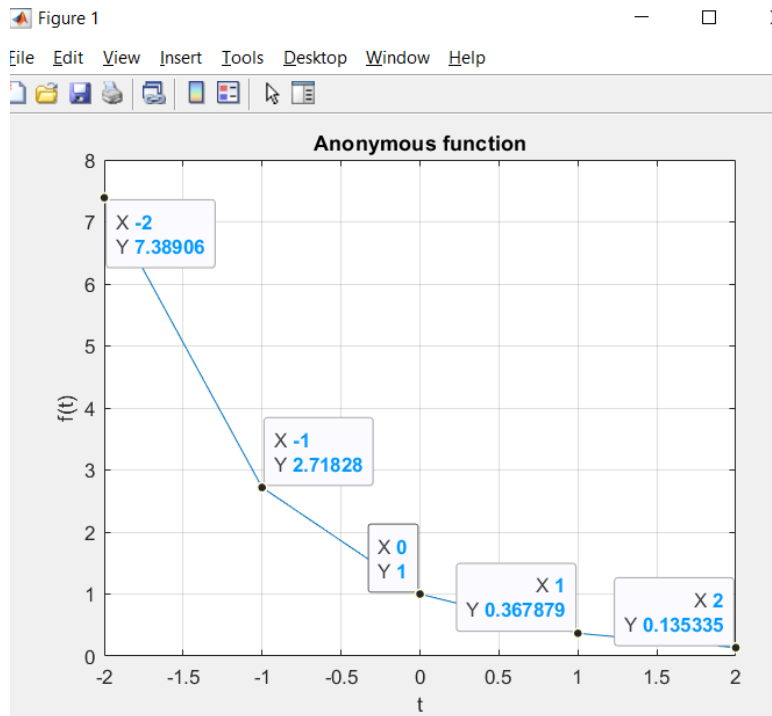 Figure 1
File Edit View Insert Tools Desktop Window Help
Anonymous function
8
7
6
5
4
3
2
1
0
f(t)
X -2
Y 7.38906
X -1
Y 2.71828
X 0
Y 1
X 1
Y 0.367879
X 2
Y 0.135335
-2 -1.5 -1 -0.5 0 0.5 1 1.5 2
t